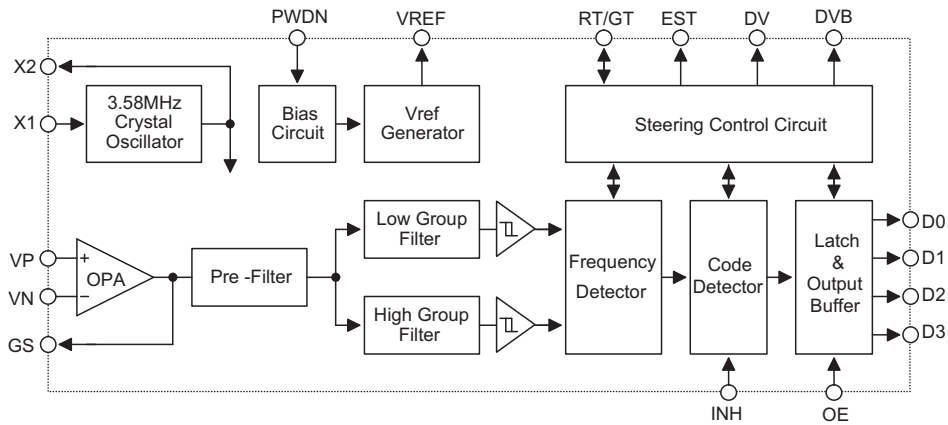 PWDN
VREF
RT/GT
EST
DV
DVB
X2
X1
3.58MHz
Crystal
Oscillator
Bias
Circuit
Vref
Generator
Steering Control Circuit
VP
VN
GS
+
−
OPA
Pre -Filter
Low Group
Filter
High Group
Filter
Frequency
Detector
Code
Detector
Latch
&
Output
Buffer
D0
D1
D2
D3
INH
OE